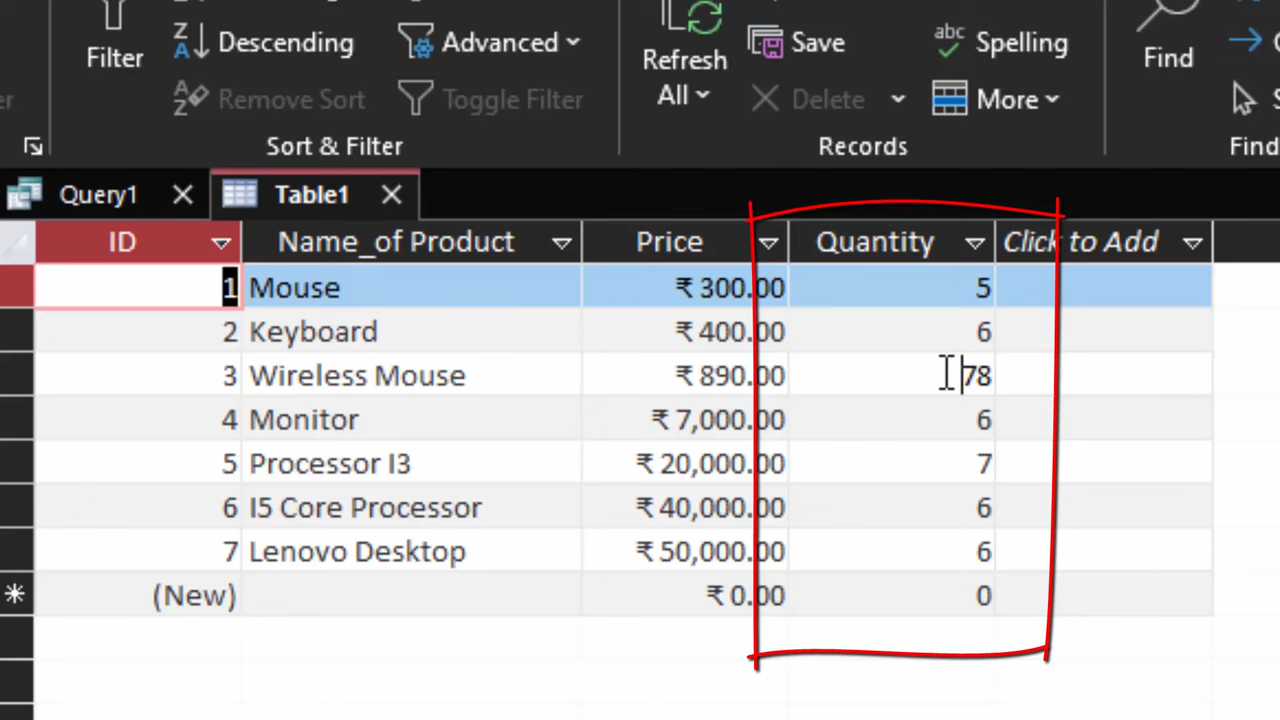 Filter
Descending
Advanced
Remove Sort
Toggle Filter
Sort & Filter
Refresh
All
Save
Spelling
Delete
More
Records
Find
Find
Query1
Table1
ID Name_of Product Price Quantity Click to Add
1 Mouse ₹ 300.00 5
2 Keyboard ₹ 400.00 6
3 Wireless Mouse ₹ 890.00 78
4 Monitor ₹ 7,000.00 6
5 Processor I3 ₹ 20,000.00 7
6 I5 Core Processor ₹ 40,000.00 6
7 Lenovo Desktop ₹ 50,000.00 6
(New) ₹ 0.00 0